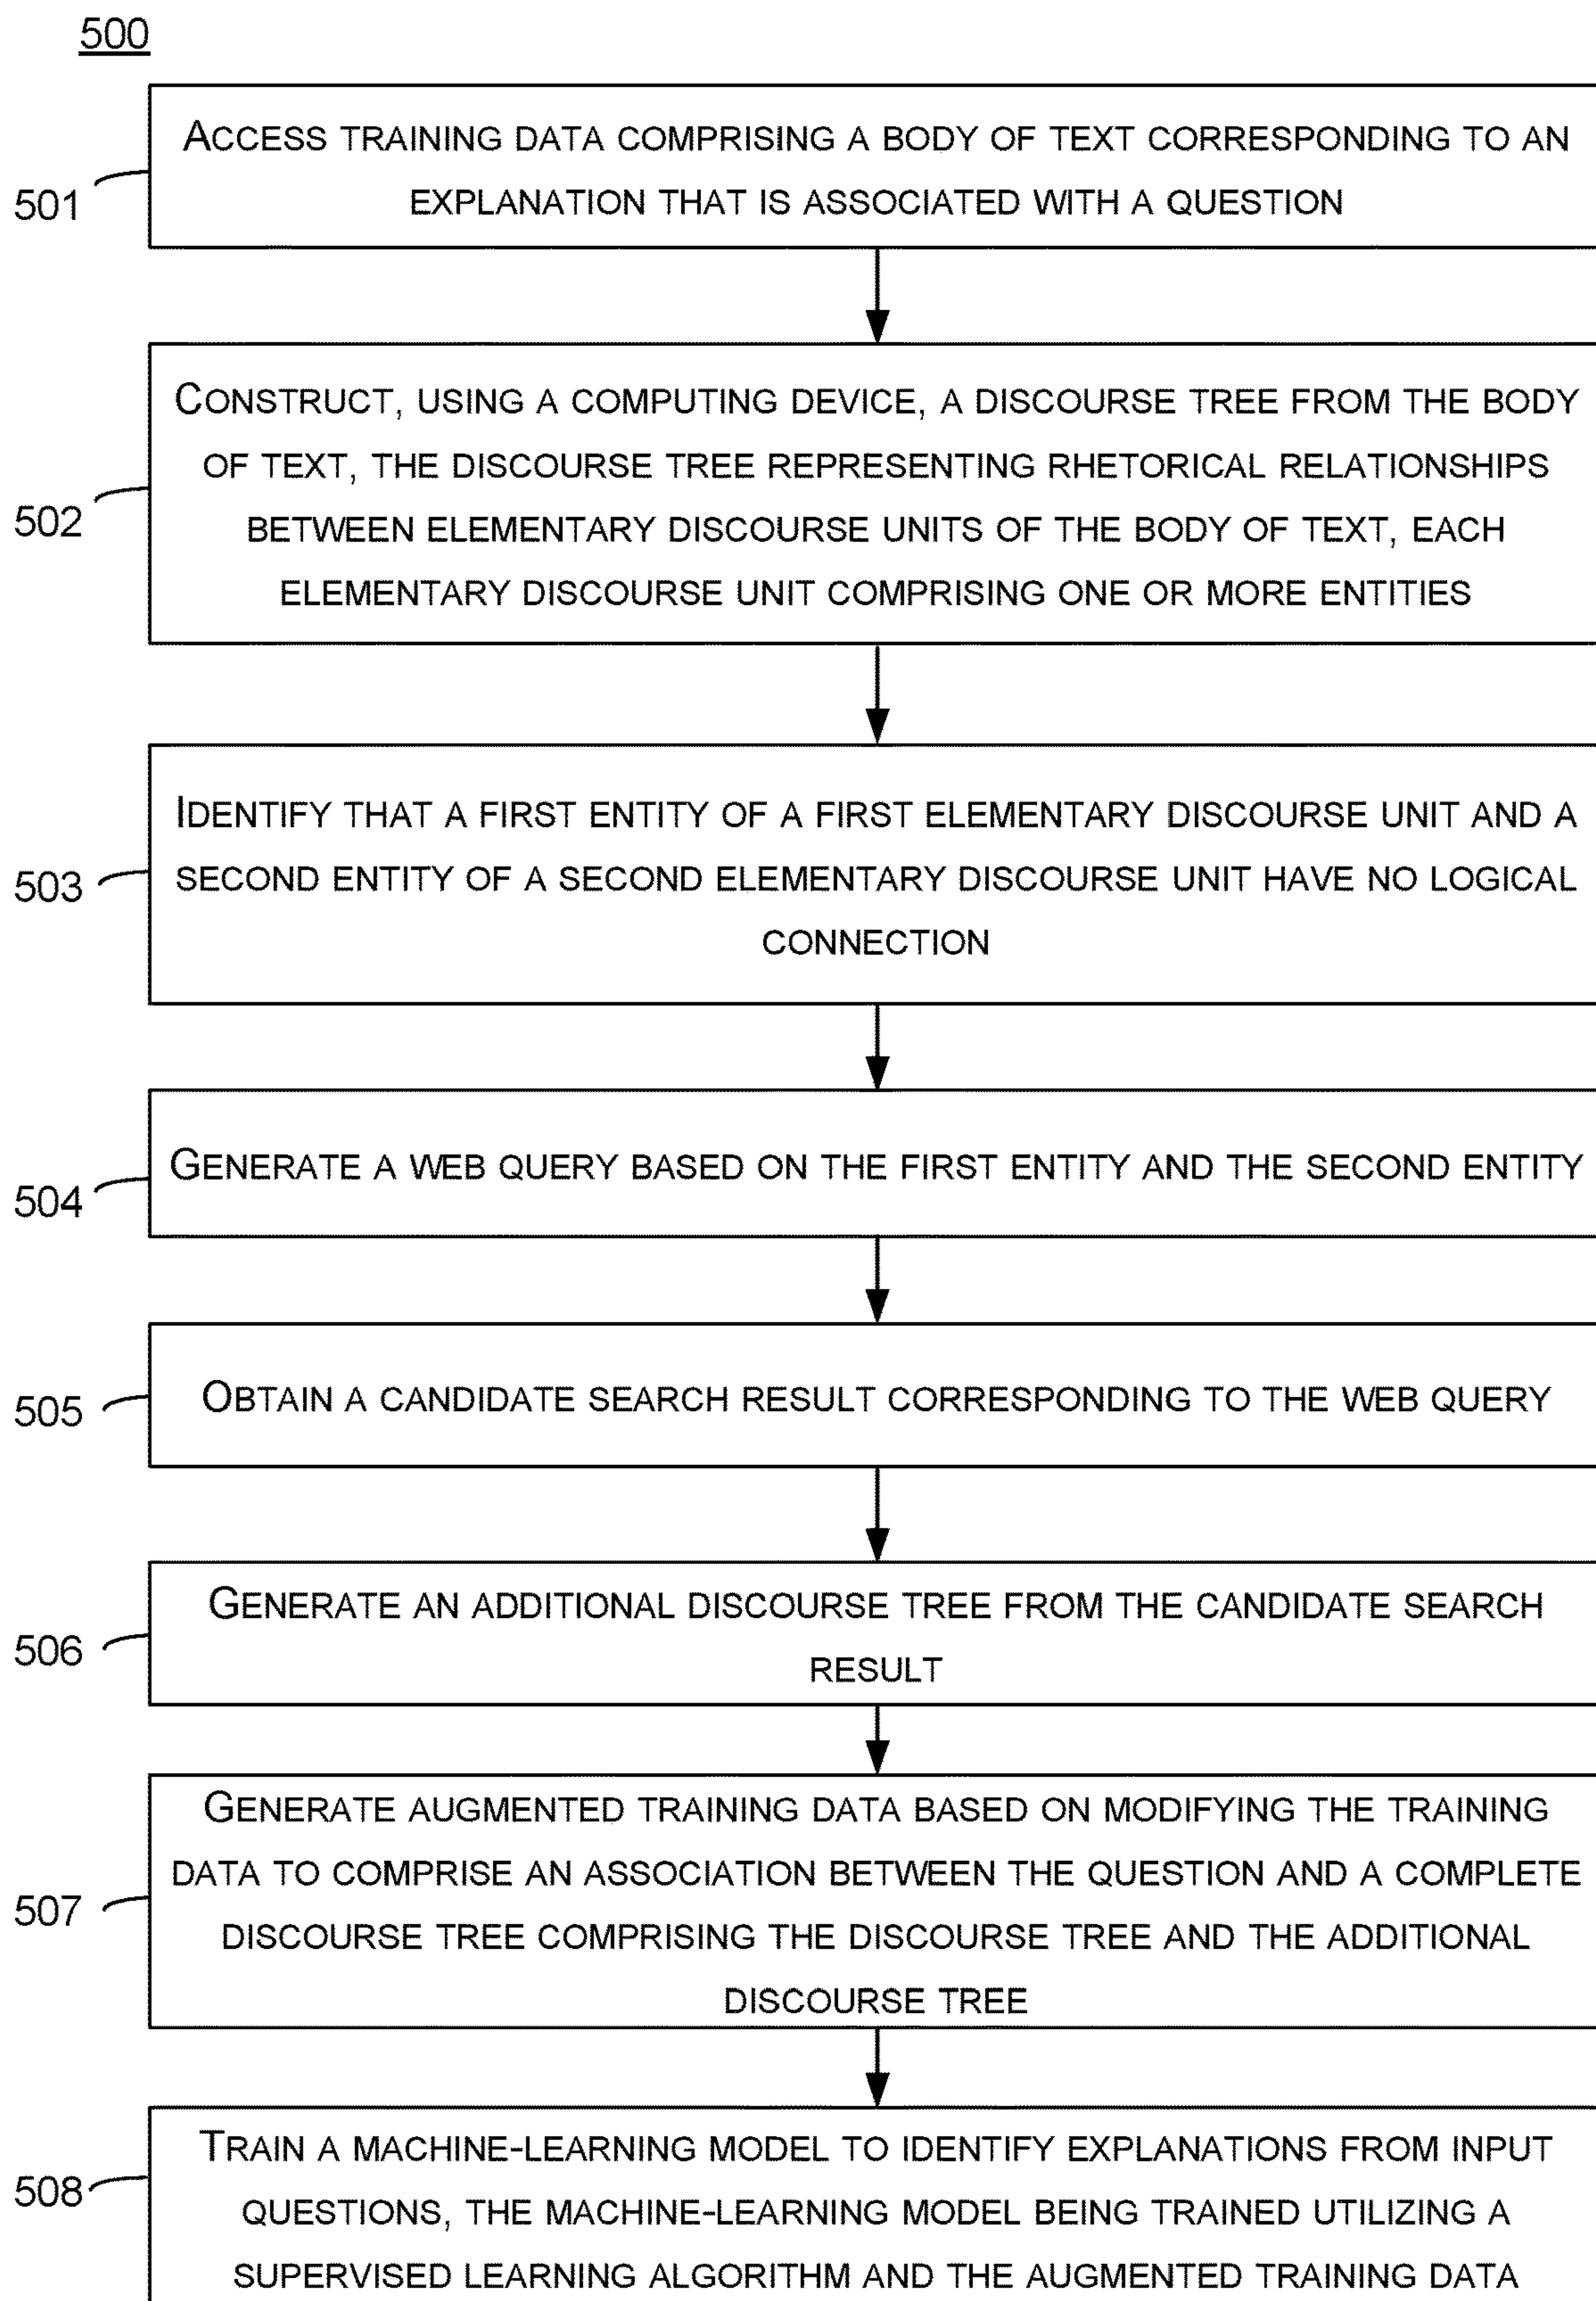 500
ACCESS TRAINING DATA COMPRISING A BODY OF TEXT CORRESPONDING TO AN
EXPLANATION THAT IS ASSOCIATED WITH A QUESTION
501
CONSTRUCT, USING A COMPUTING DEVICE, A DISCOURSE TREE FROM THE BODY
OF TEXT, THE DISCOURSE TREE REPRESENTING RHETORICAL RELATIONSHIPS
BETWEEN ELEMENTARY DISCOURSE UNITS OF THE BODY OF TEXT, EACH
ELEMENTARY DISCOURSE UNIT COMPRISING ONE OR MORE ENTITIES
502
IDENTIFY THAT A FIRST ENTITY OF A FIRST ELEMENTARY DISCOURSE UNIT AND A
SECOND ENTITY OF A SECOND ELEMENTARY DISCOURSE UNIT HAVE NO LOGICAL
CONNECTION
503
GENERATE A WEB QUERY BASED ON THE FIRST ENTITY AND THE SECOND ENTITY
504
OBTAIN A CANDIDATE SEARCH RESULT CORRESPONDING TO THE WEB QUERY
505
GENERATE AN ADDITIONAL DISCOURSE TREE FROM THE CANDIDATE SEARCH
RESULT
506
GENERATE AUGMENTED TRAINING DATA BASED ON MODIFYING THE TRAINING
DATA TO COMPRISE AN ASSOCIATION BETWEEN THE QUESTION AND A COMPLETE
DISCOURSE TREE COMPRISING THE DISCOURSE TREE AND THE ADDITIONAL
DISCOURSE TREE
507
TRAIN A MACHINE-LEARNING MODEL TO IDENTIFY EXPLANATIONS FROM INPUT
QUESTIONS, THE MACHINE-LEARNING MODEL BEING TRAINED UTILIZING A
SUPERVISED LEARNING ALGORITHM AND THE AUGMENTED TRAINING DATA
508